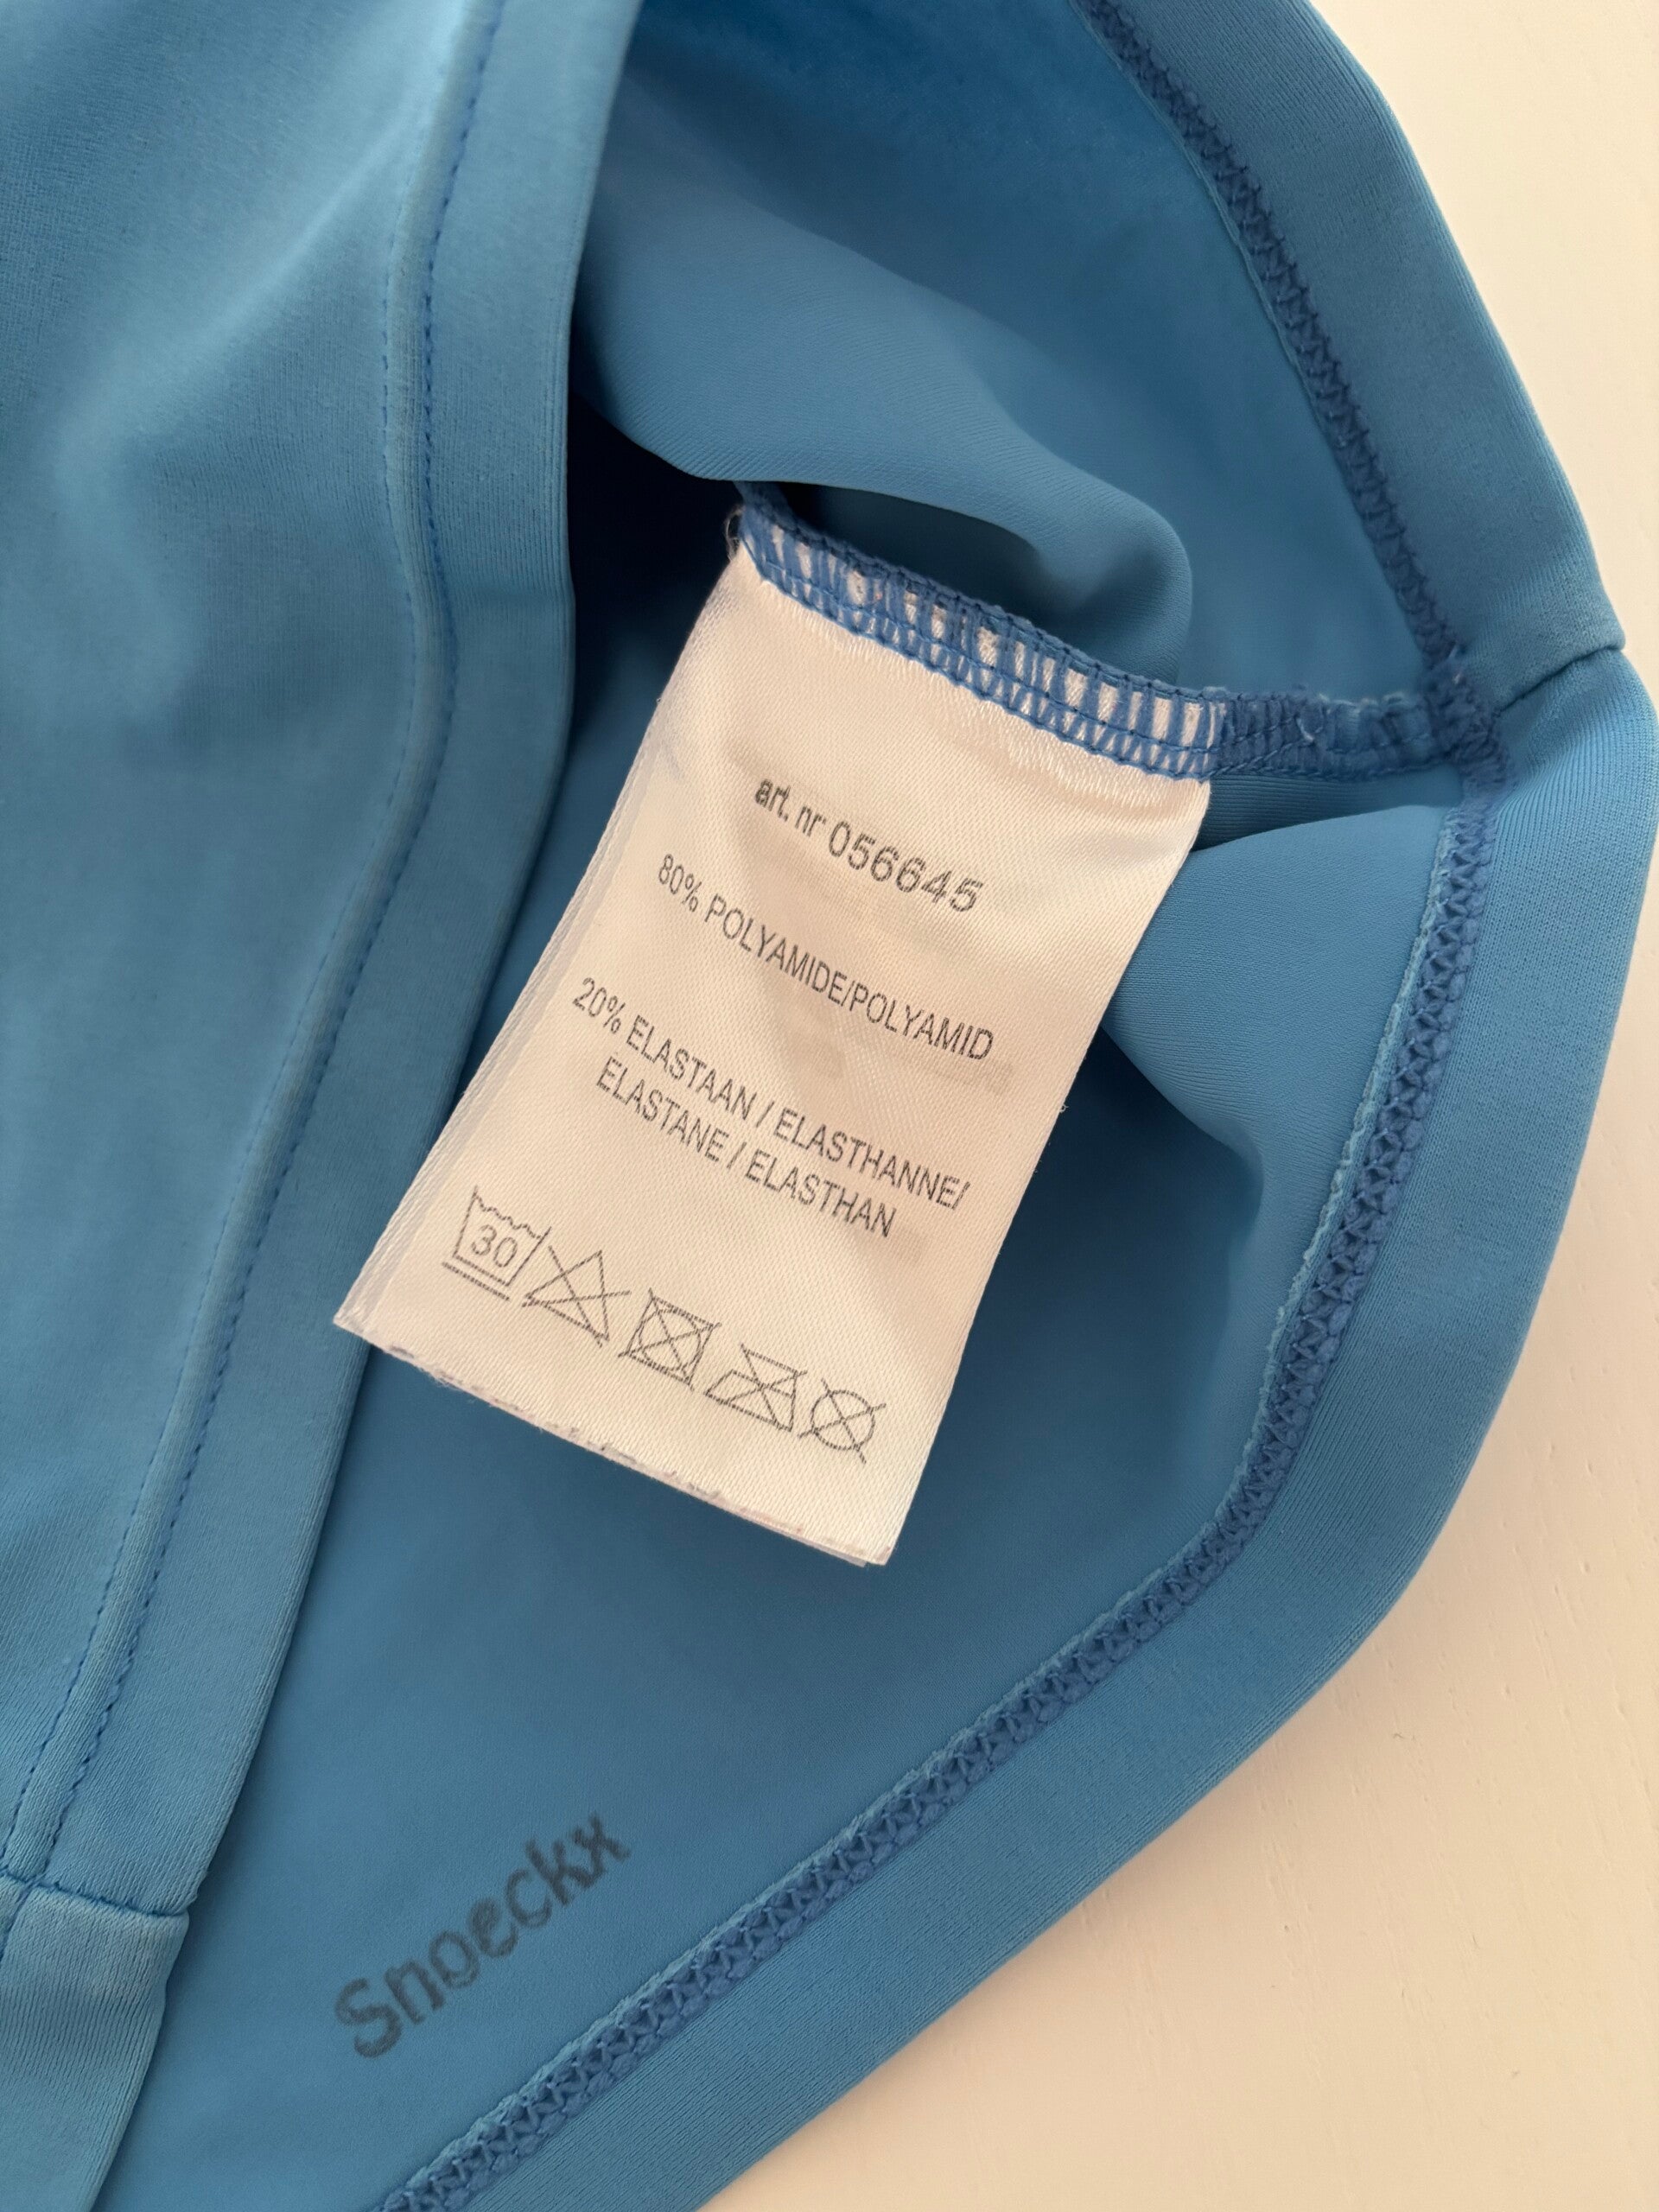 art. nr 056645
80% POLYAMIDE/POLYAMID
20% ELASTAAN / ELASTHANNE/
ELASTANE / ELASTHAN
30
Snoeckx